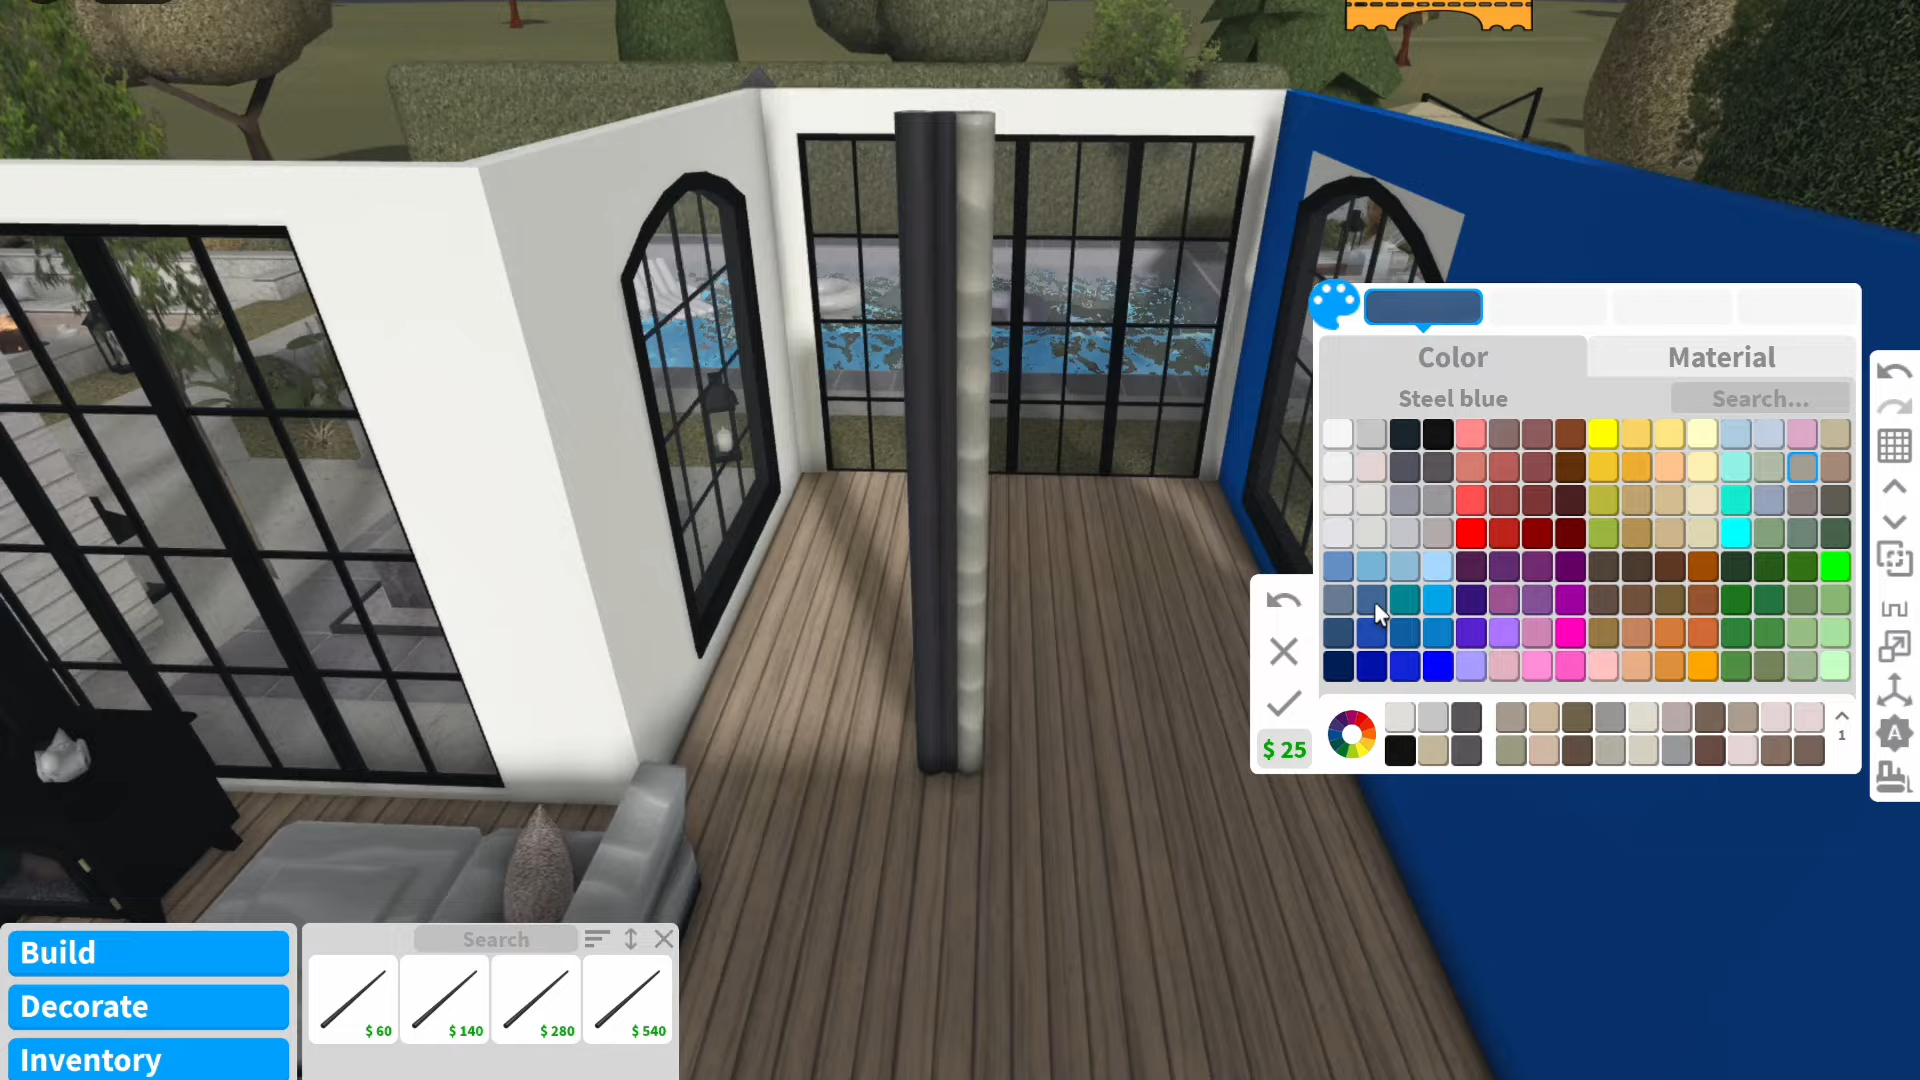 Color
Material
Steel blue
Search...
1
$ 25
A
Build
Decorate
Inventory
Search
$ 60
$ 140
$ 280
$ 540